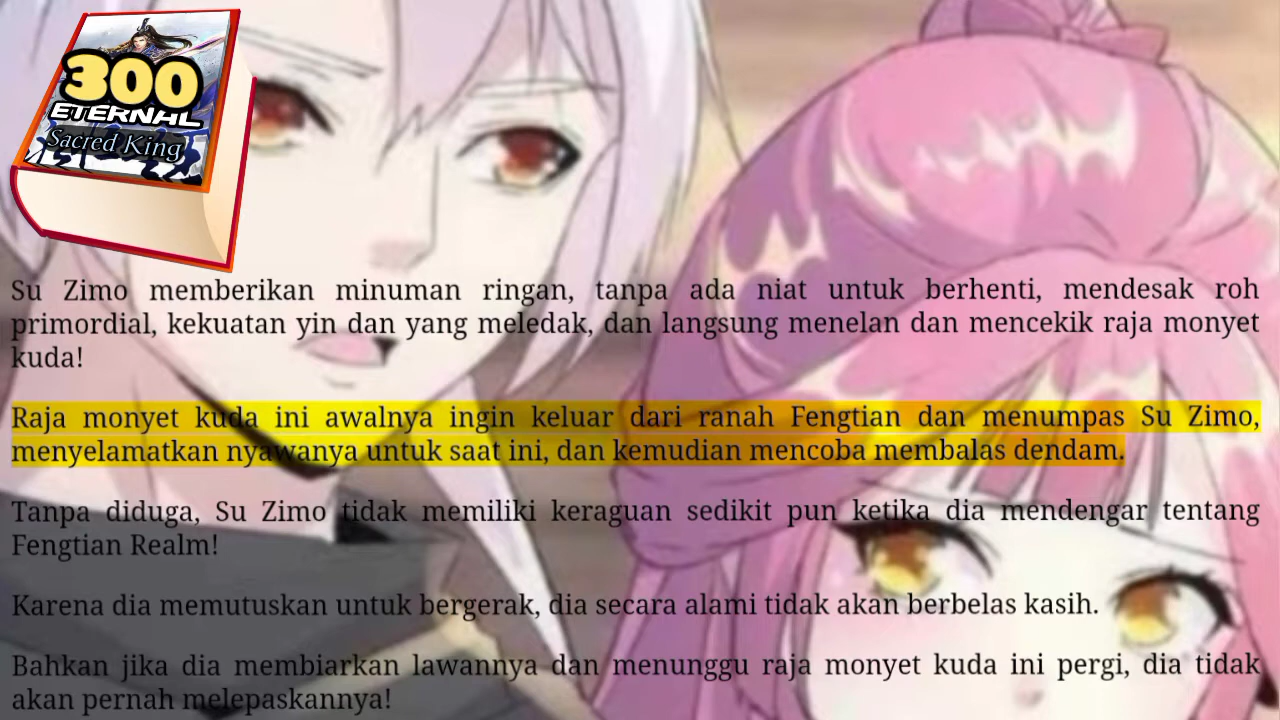 300
ETERNAL
Sacred King
Su Zimo memberikan minuman ringan, tanpa ada niat untuk berhenti, mendesak roh
primordial, kekuatan yin dan yang meledak, dan langsung menelan dan mencekik raja monyet
kuda!
Raja monyet kuda ini awalnya ingin keluar dari ranah Fengtian dan menumpas Su Zimo,
menyelamatkan nyawanya untuk saat ini, dan kemudian mencoba membalas dendam.
Tanpa diduga, Su Zimo tidak memiliki keraguan sedikit pun ketika dia mendengar tentang
Fengtian Realm!
Karena dia memutuskan untuk bergerak, dia secara alami tidak akan berbelas kasih.
Bahkan jika dia membiarkan lawannya dan menunggu raja monyet kuda ini pergi, dia tidak
akan pernah melepaskannya!